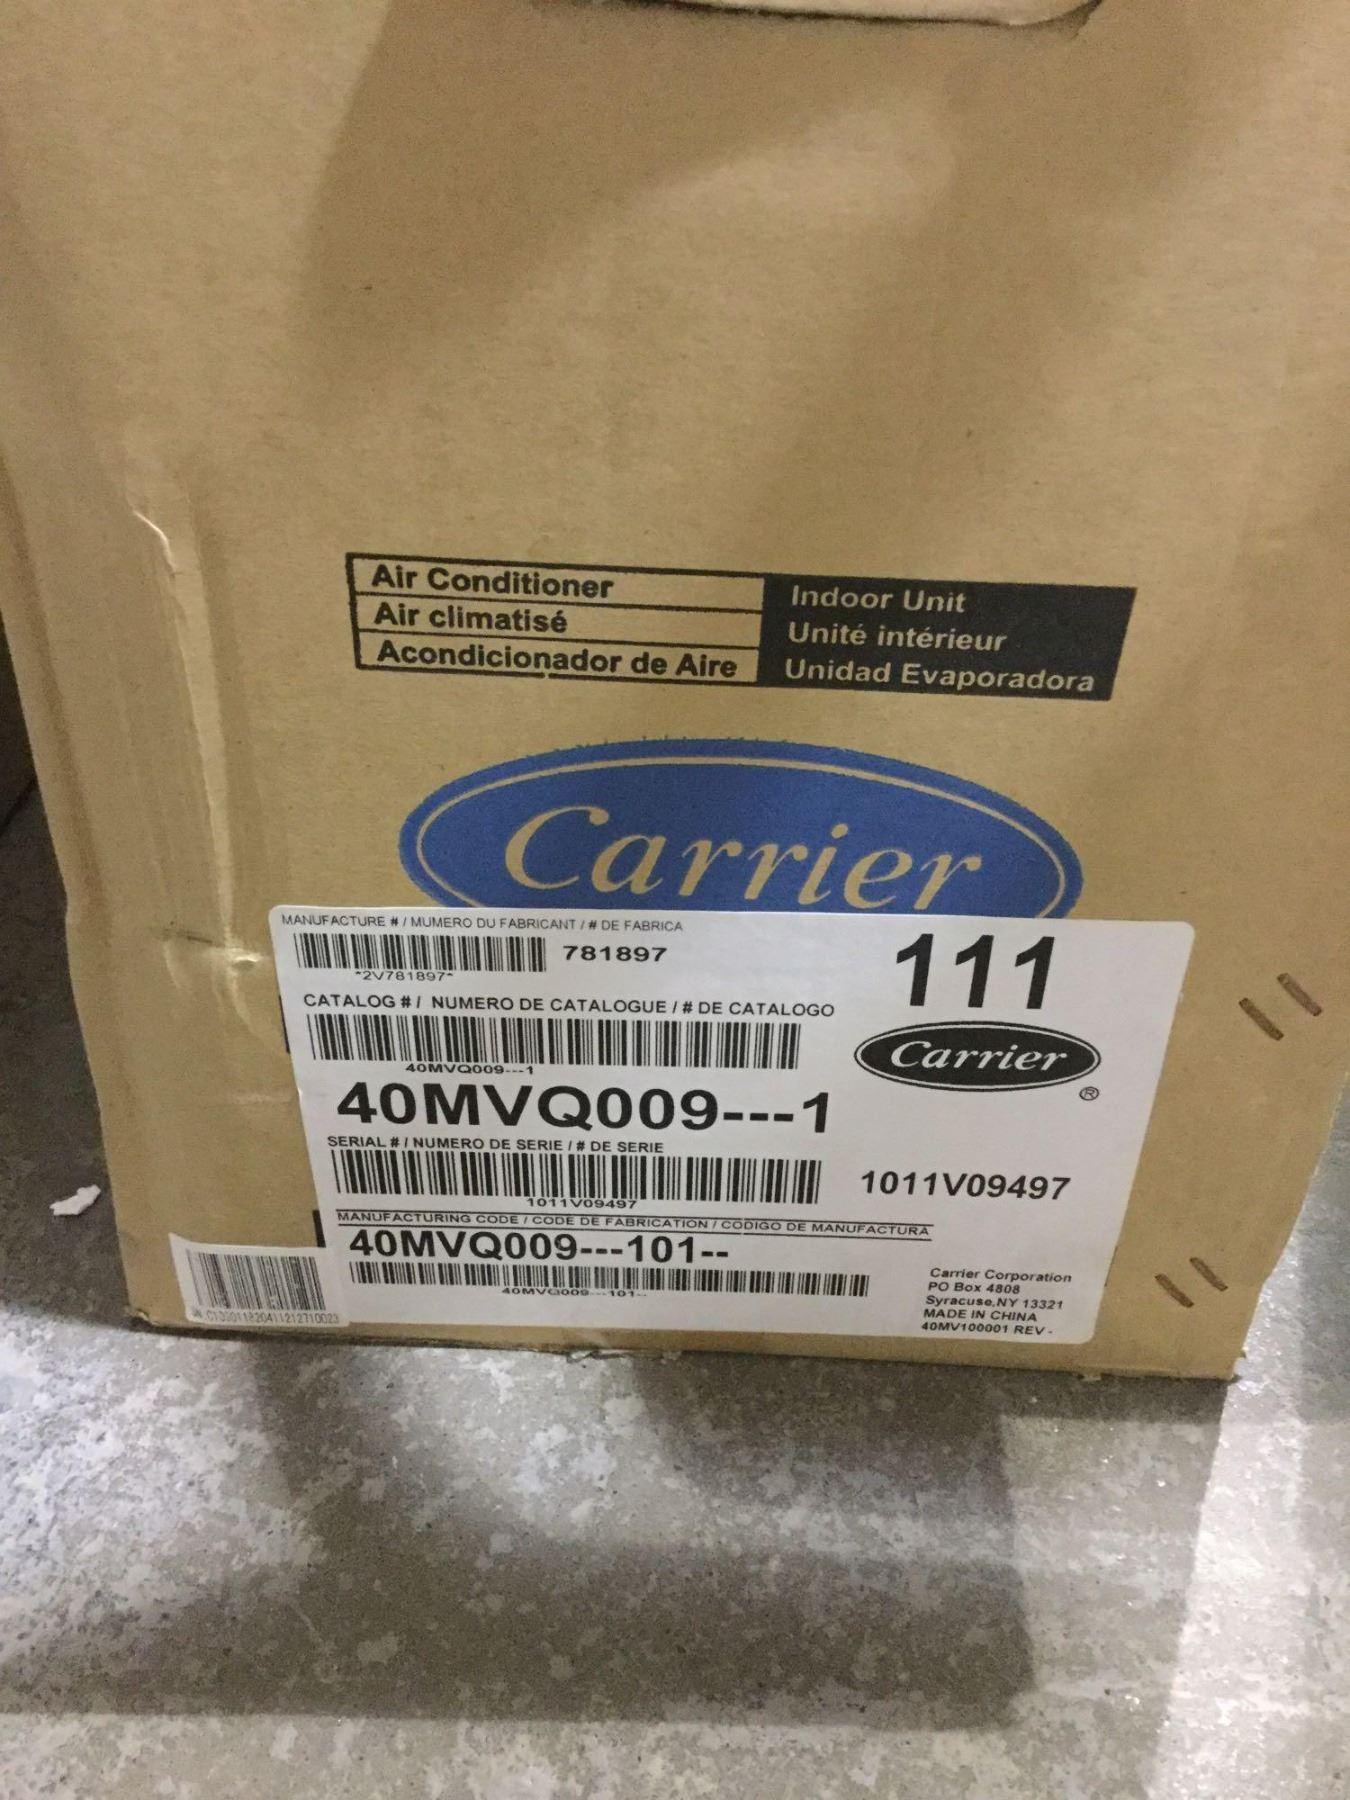 Air Conditioner
Air climatisé
Acondicionador de Aire
Indoor Unit
Unité intérieur
Unidad Evaporadora
Carrier
MANUFACTURE # / MUMERO DU FABRICANT / # DE FABRICA
781897
*2V781897*
111
CATALOG # / NUMERO DE CATALOGUE / # DE CATALOGO
40MVQ009---1
Carrier
®
40MVQ009---1
SERIAL # / NUMERO DE SERIE / # DE SERIE
1011V09497
1011V09497
MANUFACTURING CODE / CODE DE FABRICATION / CODIGO DE MANUFACTURA
40MVQ009---101--
40MVQ009---101--
Carrier Corporation
PO Box 4808
Syracuse,NY 13321
MADE IN CHINA
40MV100001 REV -